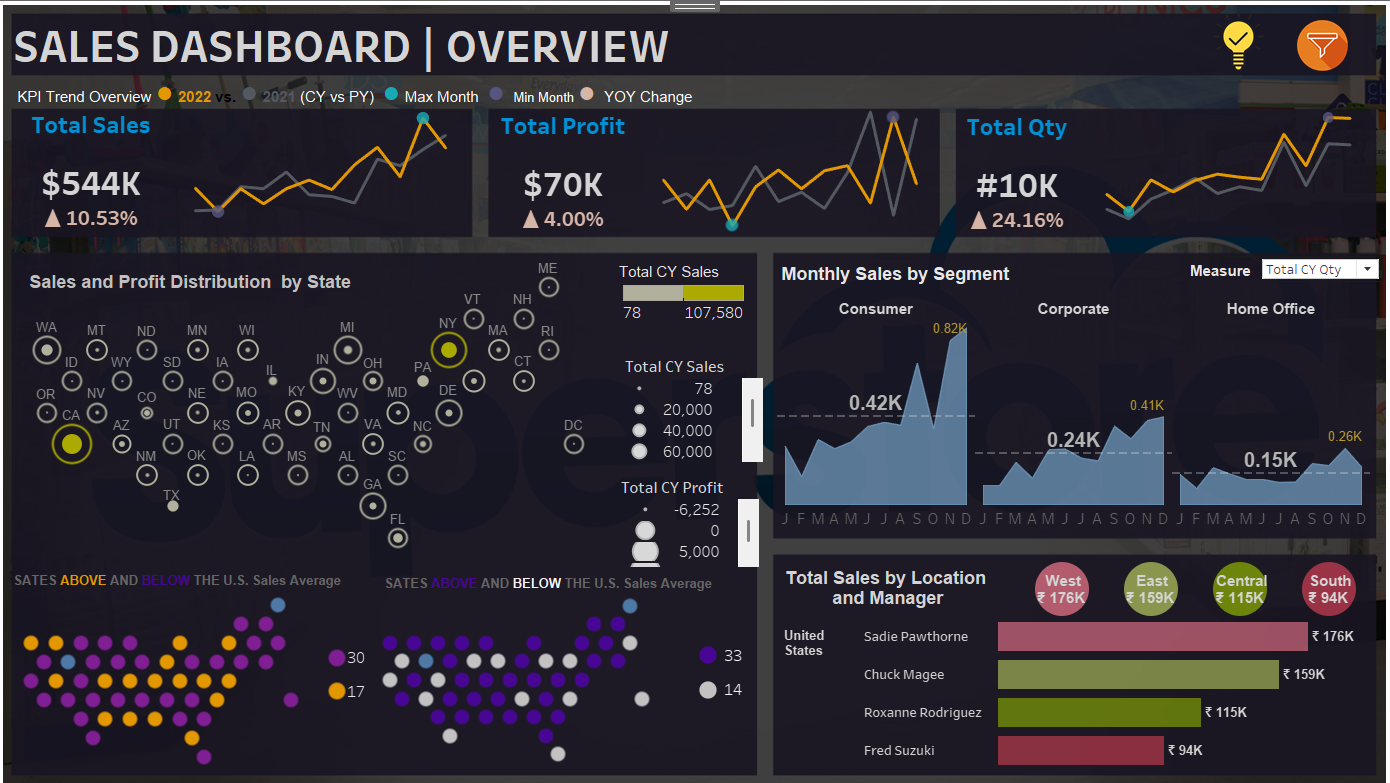 SALES DASHBOARD | OVERVIEW
KPI Trend Overview 2022 vs. 2021 (CY vs PY) Max Month Min Month YOY Change
Total Sales
$544K
10.53%
Total Profit
$70K
4.00%
Total Qty
#10K
24.16%
Sales and Profit Distribution by State
ME
VT NH
WA MT ND MN WI MI NY MA RI
ID WY SD IA IL IN OH PA CT
OR NV CO NE MO KY WV MD DE
CA AZ UT KS AR TN VA NC DC
NM OK LA MS AL SC
TX GA
FL
Total CY Sales
78 107,580
Total CY Sales
78
20,000
40,000
60,000
Total CY Profit
-6,252
0
5,000
SATES ABOVE AND BELOW THE U.S. Sales Average
30
17
SATES ABOVE AND BELOW THE U.S. Sales Average
33
14
Monthly Sales by Segment
Measure Total CY Qty
Consumer Corporate Home Office
0.82K
0.42K
0.41K
0.24K
0.26K
0.15K
J F M A M J J A S O N D J F M A M J J A S O N D J F M A M J J A S O N D
Total Sales by Location
and Manager
West
₹ 176K
East
₹ 159K
Central
₹ 115K
South
₹ 94K
United
States
Sadie Pawthorne ₹ 176K
Chuck Magee ₹ 159K
Roxanne Rodriguez ₹ 115K
Fred Suzuki ₹ 94K
Superstore